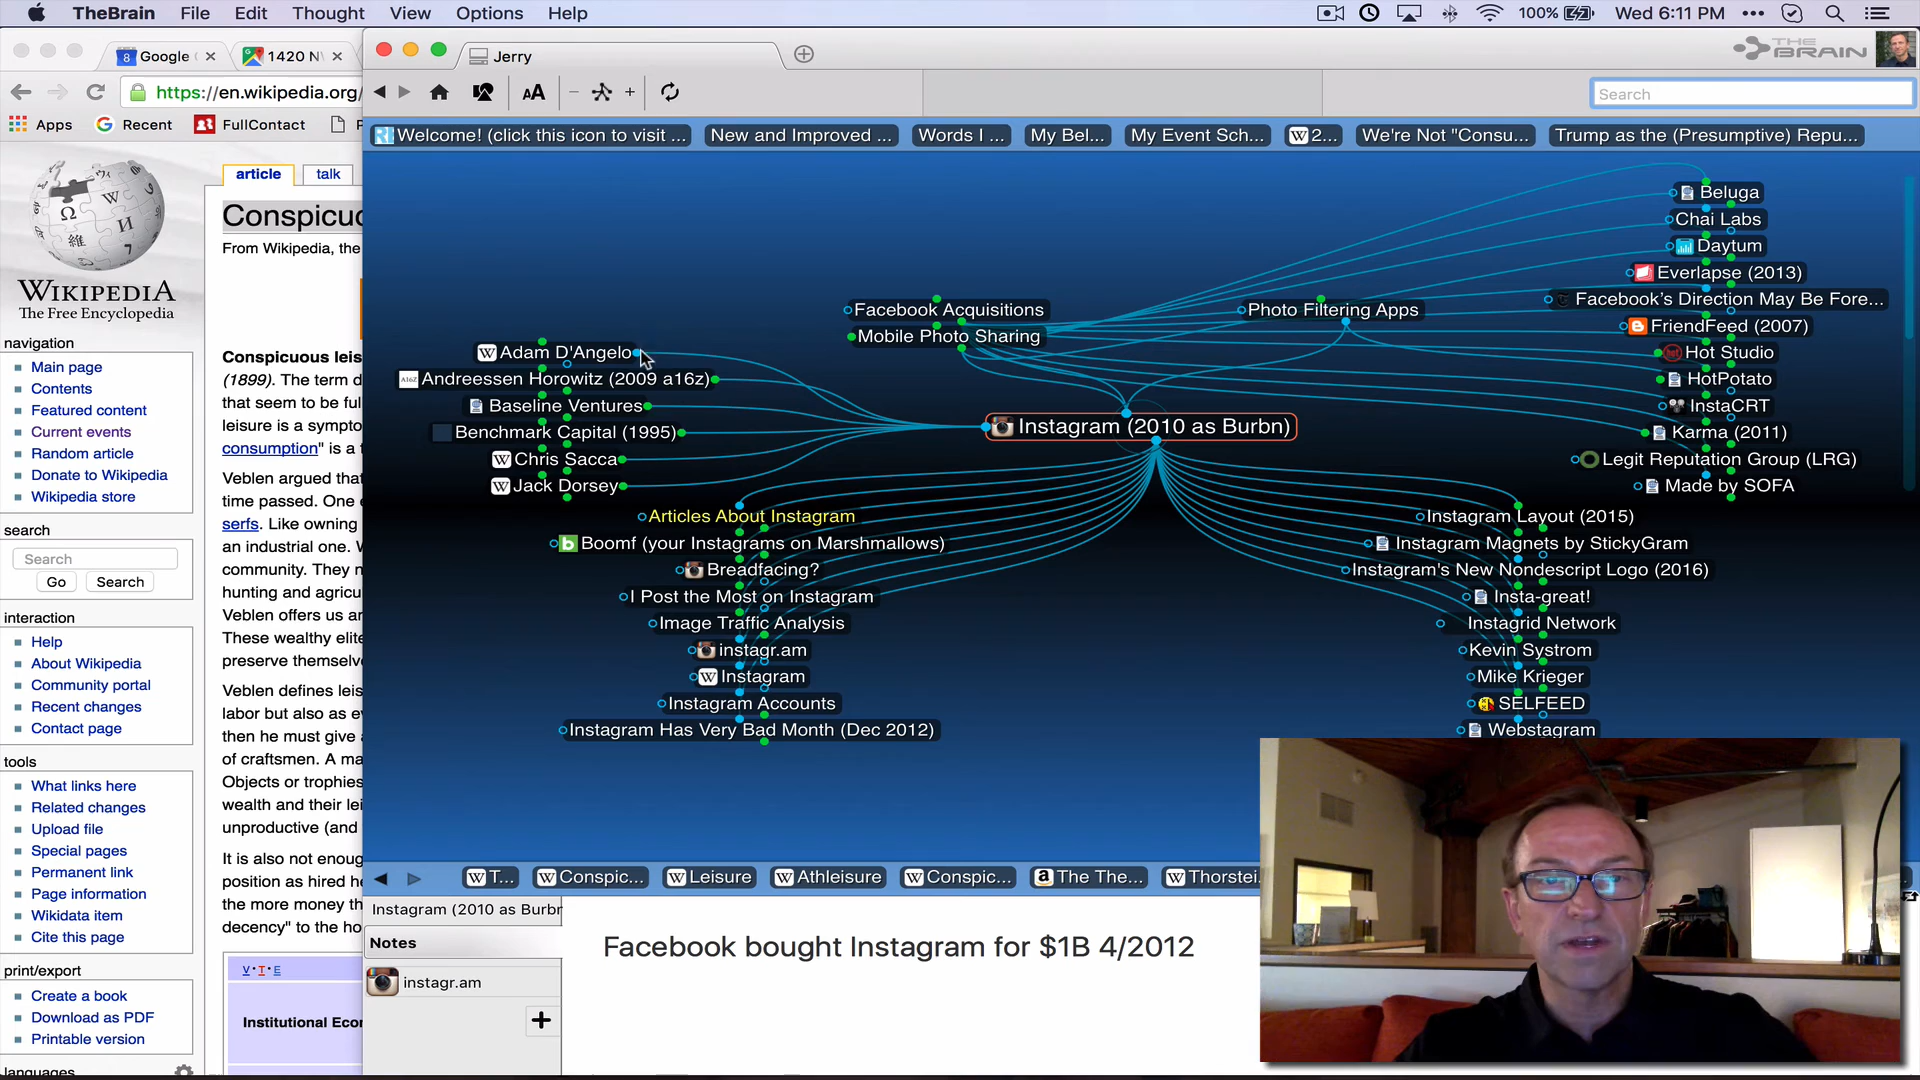 TheBrain File Edit Thought View Options Help 100% Wed 6:11 PM
Google
1420 N
Jerry
THE BRAIN
https://en.wikipedia.org/
AA
Search
Apps Recent FullContact
Welcome! (click this icon to visit ...
New and Improved ...
Words I ...
My Bel...
My Event Sch...
W 2...
We're Not "Consu...
Trump as the (Presumptive) Repu...
WIKIPEDIA
The Free Encyclopedia
navigation
Main page
Contents
Featured content
Current events
Random article
Donate to Wikipedia
Wikipedia store
search
Search
Go Search
interaction
Help
About Wikipedia
Community portal
Recent changes
Contact page
tools
What links here
Related changes
Upload file
Special pages
Permanent link
Page information
Wikidata item
Cite this page
print/export
Create a book
Download as PDF
Printable version
languages
article talk
Conspicuo
From Wikipedia, the
Conspicuous leis
(1899). The term d
that seem to be ful
leisure is a sympto
consumption" is a f
Veblen argued that
time passed. One
serfs. Like owning
an industrial one. W
community. They n
hunting and agricu
Veblen offers us ar
These wealthy elite
preserve themselve
Veblen defines leis
labor but also as ev
then he must give
of craftsmen. A ma
Objects or trophies
wealth and their lei
unproductive (and
It is also not enoug
position as hired he
the more money th
decency" to the ho
V·T·E
Institutional Econ
Facebook Acquisitions
Mobile Photo Sharing
Photo Filtering Apps
W Adam D'Angelo
A16Z Andreessen Horowitz (2009 a16z)
Baseline Ventures
Benchmark Capital (1995)
W Chris Sacca
W Jack Dorsey
Instagram (2010 as Burbn)
Beluga
Chai Labs
Daytum
Everlapse (2013)
Facebook's Direction May Be Fore...
FriendFeed (2007)
Hot Studio
HotPotato
InstaCRT
Karma (2011)
Legit Reputation Group (LRG)
Made by SOFA
Articles About Instagram
Boomf (your Instagrams on Marshmallows)
Breadfacing?
I Post the Most on Instagram
Image Traffic Analysis
instagr.am
W Instagram
Instagram Accounts
Instagram Has Very Bad Month (Dec 2012)
Instagram Layout (2015)
Instagram Magnets by StickyGram
Instagram's New Nondescript Logo (2016)
Insta-great!
Instagrid Network
Kevin Systrom
Mike Krieger
SELFEED
Webstagram
W T...
W Conspic...
W Leisure
W Athleisure
W Conspic...
a The The...
W Thorstei.
Instagram (2010 as Burbn
Notes
instagr.am
Facebook bought Instagram for $1B 4/2012